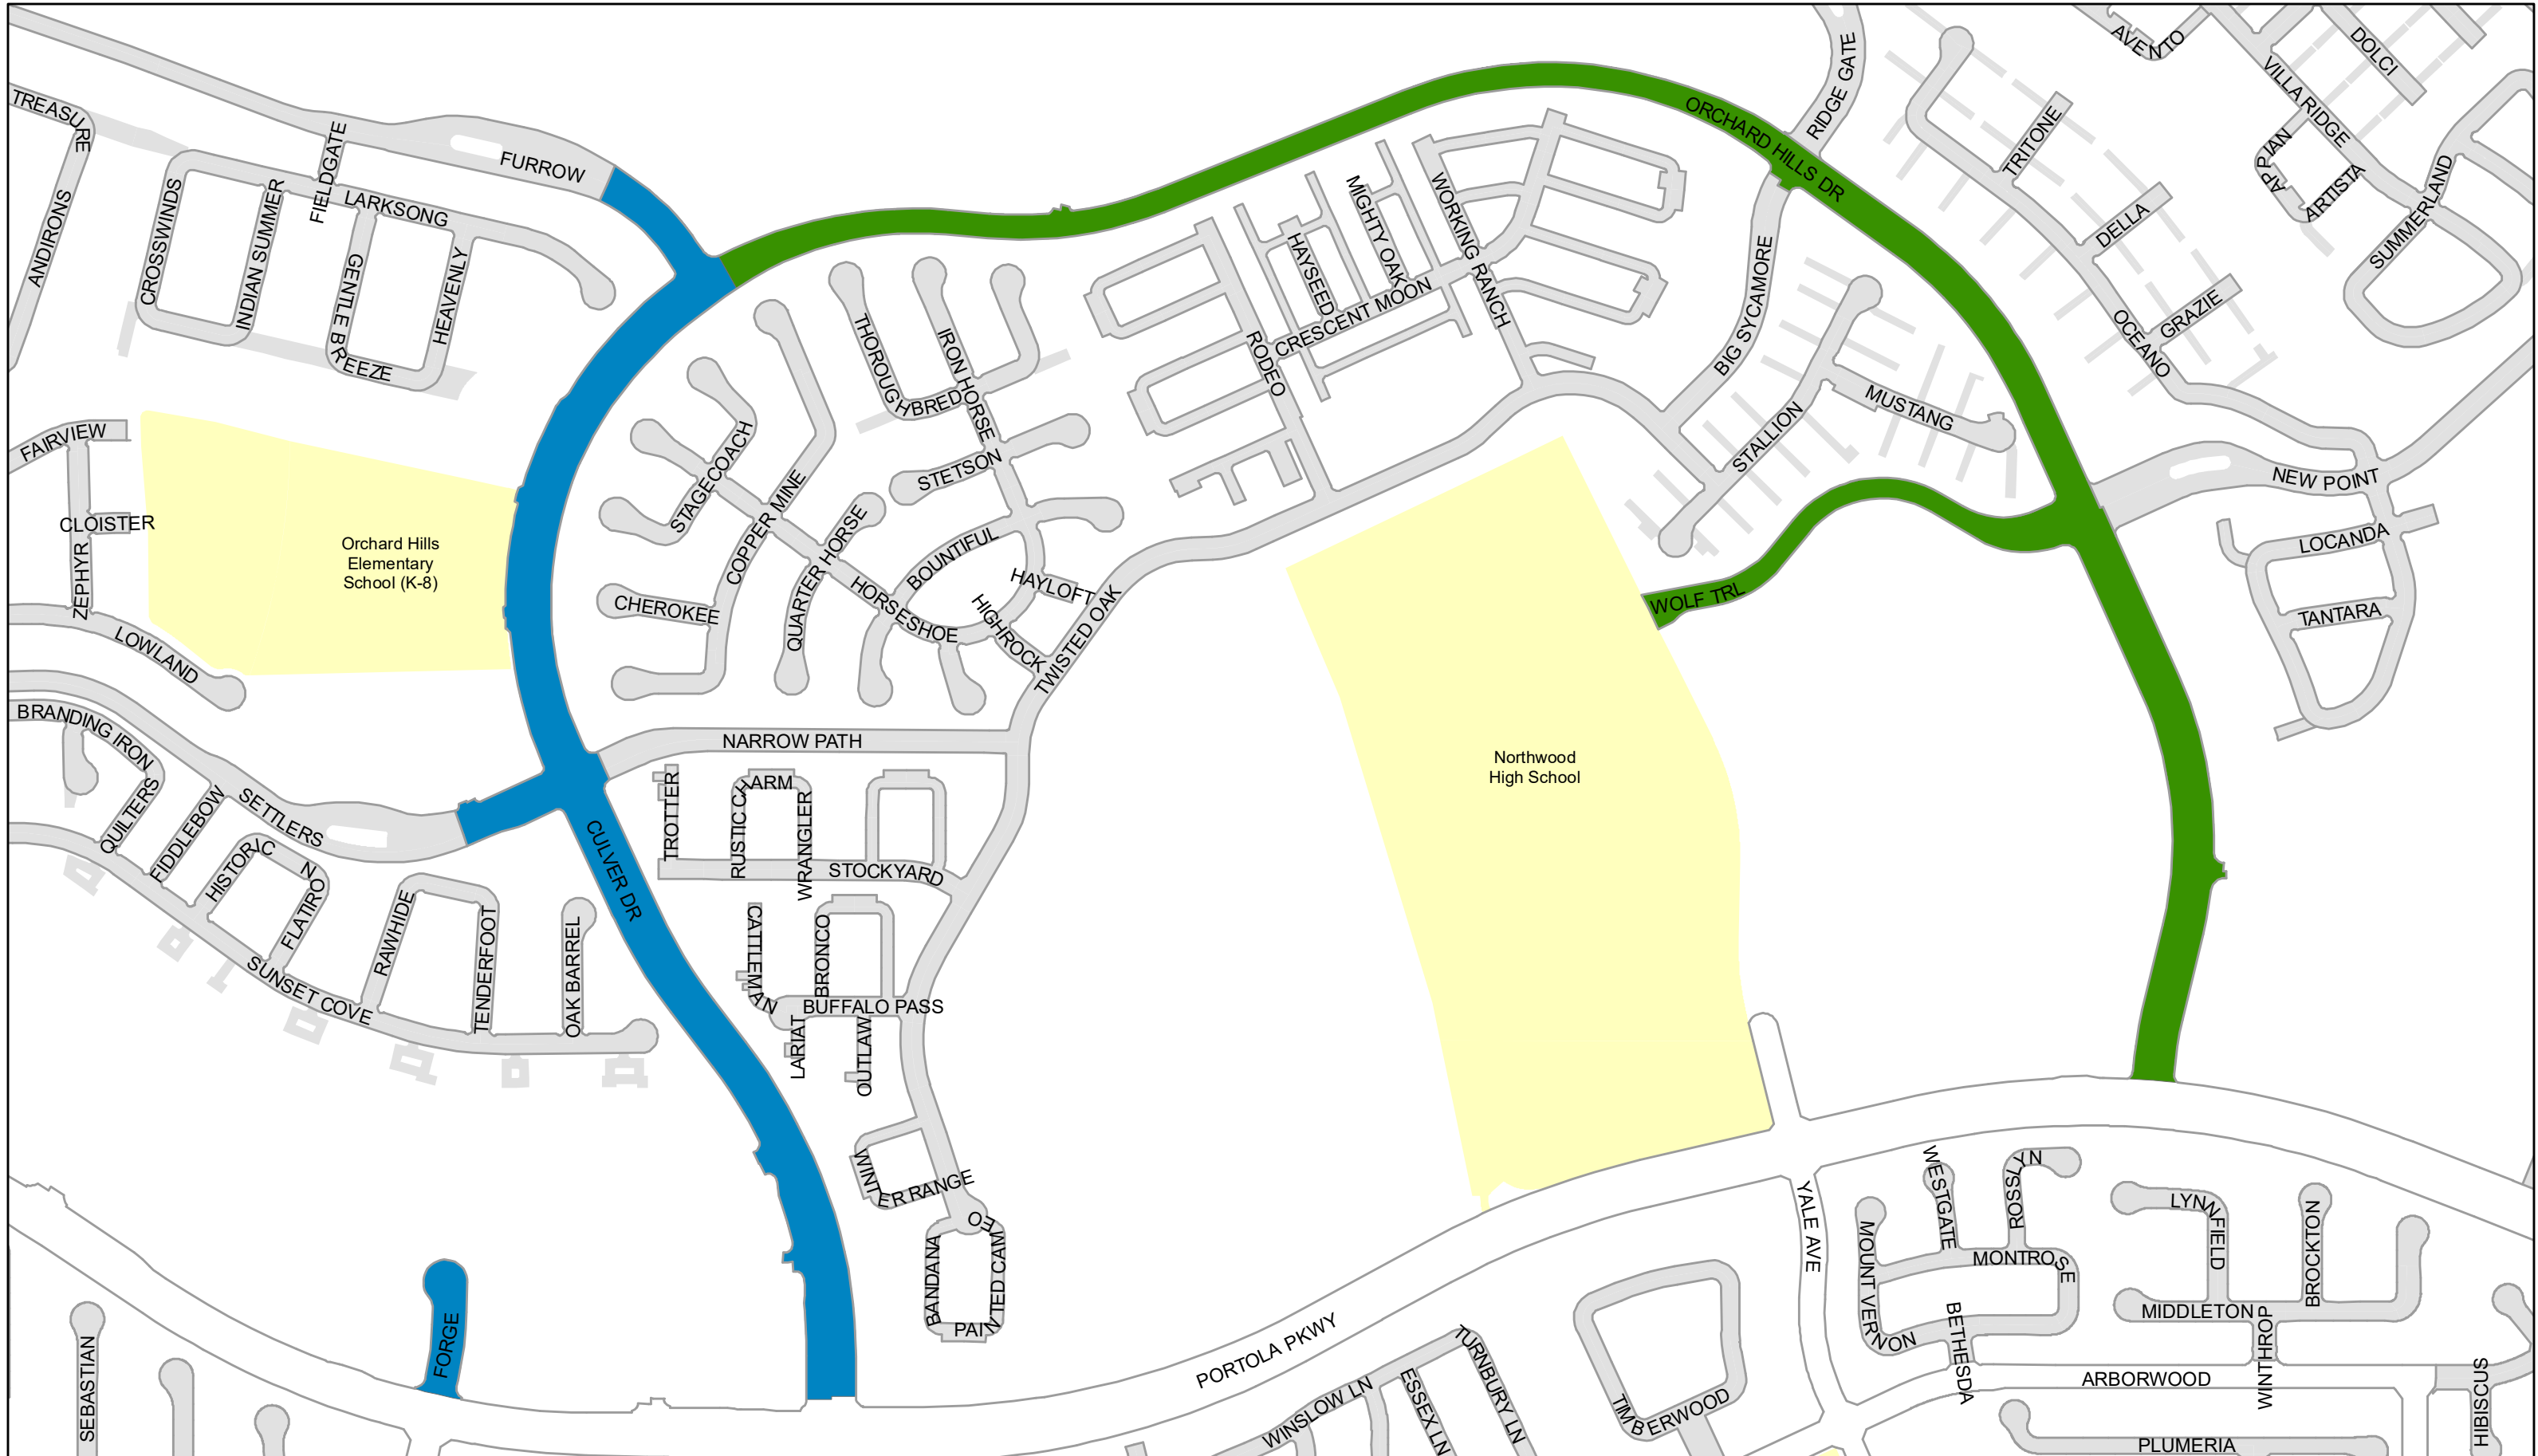 AVENTO
DOLCI
VILLA RIDGE
RIDGE GATE
TREASURE
ORCHARD HILLS DR
TRITONE
FIELDGATE
FURROW
APPIAN
ARTISTA
SUMMERLAND
ANDIRONS
CROSSWINDS
INDIAN SUMMER
LARKSONG
GENTLE BREEZE
HEAVENLY
MIGHTY OAK
WORKING RANCH
HAYSEED
CRESCENT MOON
RODEO
BIG SYCAMORE
DELLA
GRAZIE
OCEANO
THOROUGHBRED
IRON HORSE
STETSON
MUSTANG
STALLION
FAIRVIEW
CLOISTER
ZEPHYR
Orchard Hills
Elementary
School (K-8)
STAGECOACH
COPPER MINE
QUARTER HORSE
BOUNTIFUL
HAYLOFT
HORSESHOE
HIGHROCK
TWISTED OAK
CHEROKEE
NEW POINT
LOCANDA
TANTARA
WOLF TRL
LOWLAND
BRANDING IRON
QUILTERS
FIDDLEBOW
SETTLERS
HISTORIC
FLATIRON
SUNSET COVE
RAWHIDE
TENDERFOOT
OAK BARREL
CULVER DR
NARROW PATH
TROTTER
RUSTIC CHARM
WRANGLER
STOCKYARD
CATTLEMAN
BRONCO
BUFFALO PASS
LARIAT
OUTLAW
Northwood
High School
WINTER RANGE
BANDANA
PAINTED CAMEO
FORGE
SEBASTIAN
PORTOLA PKWY
YALE AVE
WINSLOW LN
ESSEX LN
TURNBURY LN
TIMBERWOOD
WESTGATE
ROSSLYN
MOUNT VERNON
MONTROSE
BETHESDA
LYNNFIELD
BROCKTON
MIDDLETON
WINTHROP
ARBORWOOD
PLUMERIA
HIBISCUS